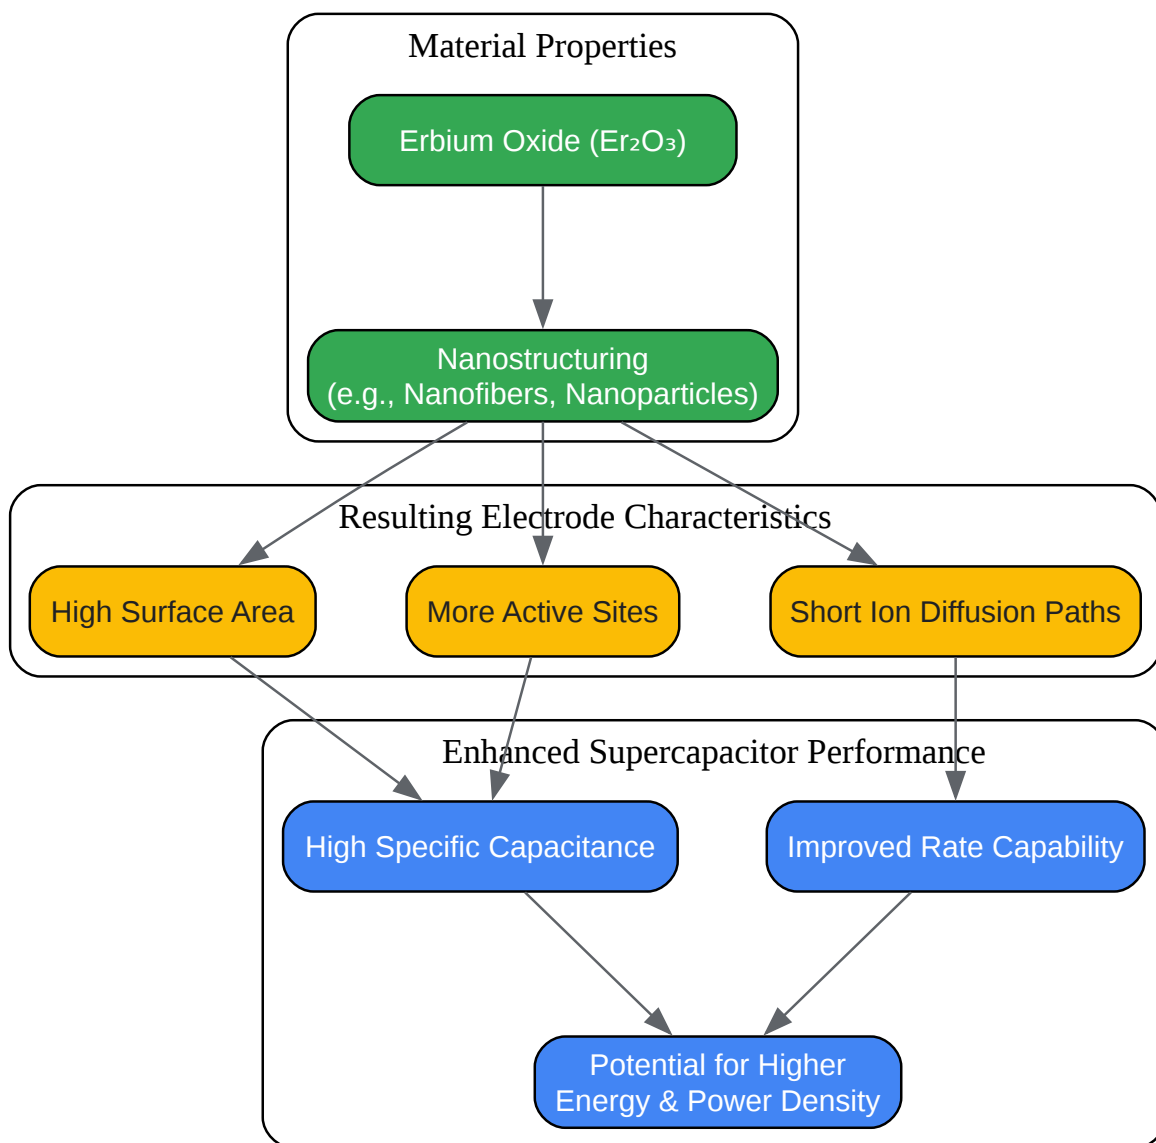 Material Properties
Erbium Oxide (Er₂O₃)
Nanostructuring
(e.g., Nanofibers, Nanoparticles)
Resulting Electrode Characteristics
High Surface Area
More Active Sites
Short Ion Diffusion Paths
Enhanced Supercapacitor Performance
High Specific Capacitance
Improved Rate Capability
Potential for Higher
Energy & Power Density